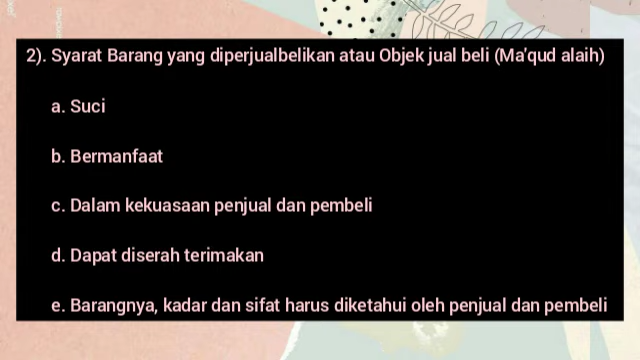 2). Syarat Barang yang diperjualbelikan atau Objek jual beli (Ma'qud alaih)
a. Suci
b. Bermanfaat
c. Dalam kekuasaan penjual dan pembeli
d. Dapat diserah terimakan
e. Barangnya, kadar dan sifat harus diketahui oleh penjual dan pembeli